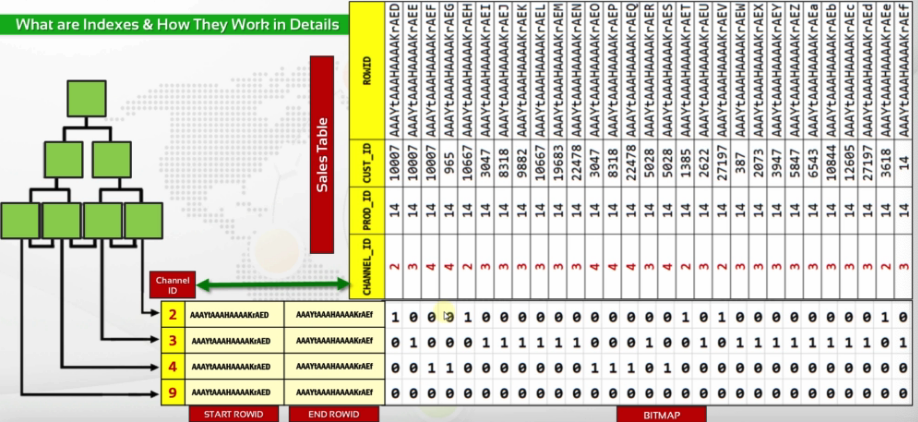 What are Indexes & How They Work in Details
Sales Table
ROWID AAAYtAAAHAAAAKrAED AAAYtAAAHAAAAKrAEE AAAYtAAAHAAAAKrAEF AAAYtAAAHAAAAKrAEG AAAYtAAAHAAAAKrAEH AAAYtAAAHAAAAKrAEI AAAYtAAAHAAAAKrAEJ AAAYtAAAHAAAAKrAEK AAAYtAAAHAAAAKrAEL AAAYtAAAHAAAAKrAEM AAAYtAAAHAAAAKrAEN AAAYtAAAHAAAAKrAEO AAAYtAAAHAAAAKrAEP AAAYtAAAHAAAAKrAEQ AAAYtAAAHAAAAKrAER AAAYtAAAHAAAAKrAES AAAYtAAAHAAAAKrAET AAAYtAAAHAAAAKrAEU AAAYtAAAHAAAAKrAEV AAAYtAAAHAAAAKrAEW AAAYtAAAHAAAAKrAEX AAAYtAAAHAAAAKrAEY AAAYtAAAHAAAAKrAEZ AAAYtAAAHAAAAKrAEa AAAYtAAAHAAAAKrAEb AAAYtAAAHAAAAKrAEc AAAYtAAAHAAAAKrAEd AAAYtAAAHAAAAKrAEe AAAYtAAAHAAAAKrAEf
CUST_ID 10007 10007 10007 965 10667 3047 8318 9882 10667 19683 22478 3047 8318 22478 5028 5028 1385 2622 27197 387 2073 3947 5847 6543 10844 12605 27197 3618 14
PROD_ID 14 14 14 14 14 14 14 14 14 14 14 14 14 14 14 14 14 14 14 14 14 14 14 14 14 14 14 14 14
CHANNEL_ID 2 3 4 4 2 3 3 3 3 3 3 4 4 4 3 4 2 3 2 3 3 3 3 3 3 3 3 2 3
Channel
ID
2 AAAYtAAAHAAAAKrAED AAAYtAAAHAAAAKrAEf 1 0 0 0 1 0 0 0 0 0 0 0 0 0 0 0 1 0 1 0 0 0 0 0 0 0 0 1 0
3 AAAYtAAAHAAAAKrAED AAAYtAAAHAAAAKrAEf 0 1 0 0 0 1 1 1 1 1 1 0 0 0 1 0 0 1 0 1 1 1 1 1 1 1 1 0 1
4 AAAYtAAAHAAAAKrAED AAAYtAAAHAAAAKrAEf 0 0 1 1 0 0 0 0 0 0 0 1 1 1 0 1 0 0 0 0 0 0 0 0 0 0 0 0 0
9 AAAYtAAAHAAAAKrAED AAAYtAAAHAAAAKrAEf 0 0 0 0 0 0 0 0 0 0 0 0 0 0 0 0 0 0 0 0 0 0 0 0 0 0 0 0 0
START ROWID END ROWID BITMAP